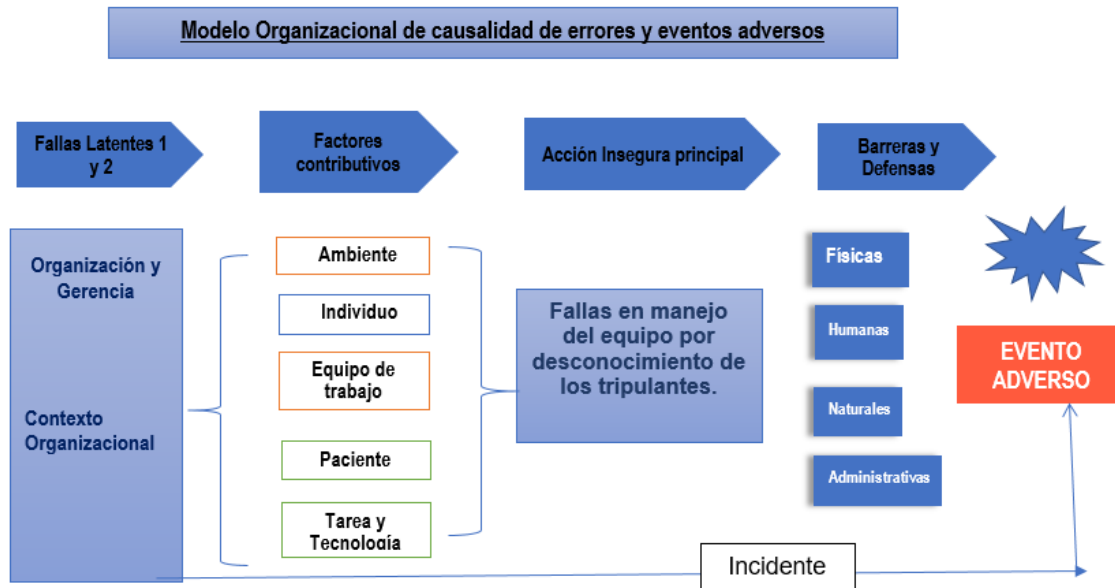 Modelo Organizacional de causalidad de errores y eventos adversos
Fallas Latentes 1
y 2
Factores
contributivos
Acción Insegura principal
Barreras y
Defensas
Organización y
Gerencia
Contexto
Organizacional
Ambiente
Individuo
Equipo de
trabajo
Paciente
Tarea y
Tecnología
Fallas en manejo
del equipo por
desconocimiento de
los tripulantes.
Físicas
Humanas
Naturales
Administrativas
EVENTO
ADVERSO
Incidente